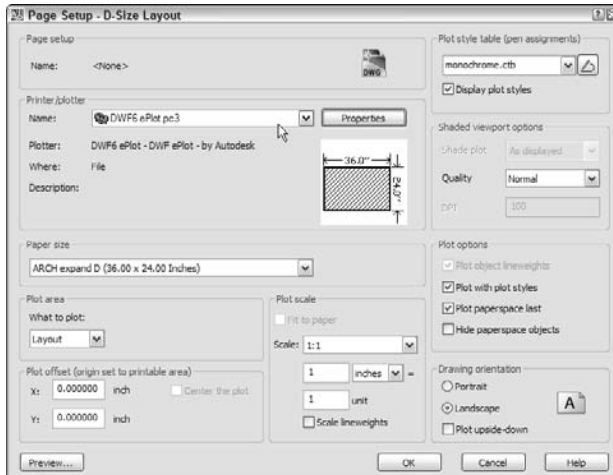 Page Setup - D-Size Layout
Page setup
Name: <None>
DWG
Printer/plotter
Name: DWF6 ePlot pc3
Properties
Plotter: DWF6 ePlot - DWF ePlot - by Autodesk
Where: File
Description:
36.0"
24.0"
Paper size
ARCH expand D (36.00 x 24.00 Inches)
Plot area
What to plot:
Layout
Plot offset (origin set to printable area)
X: 0.000000 inch
Center the plot
Y: 0.000000 inch
Plot scale
Fit to paper
Scale: 1:1
1 inches =
1 unit
Scale lineweights
Plot style table (pen assignments)
monochrome.ctb
Display plot styles
Shaded viewport options
Shade plot As displayed
Quality Normal
DPI 100
Plot options
Plot object lineweights
Plot with plot styles
Plot paperspace last
Hide paperspace objects
Drawing orientation
Portrait
Landscape
A
Plot upside-down
Preview...
OK
Cancel
Help